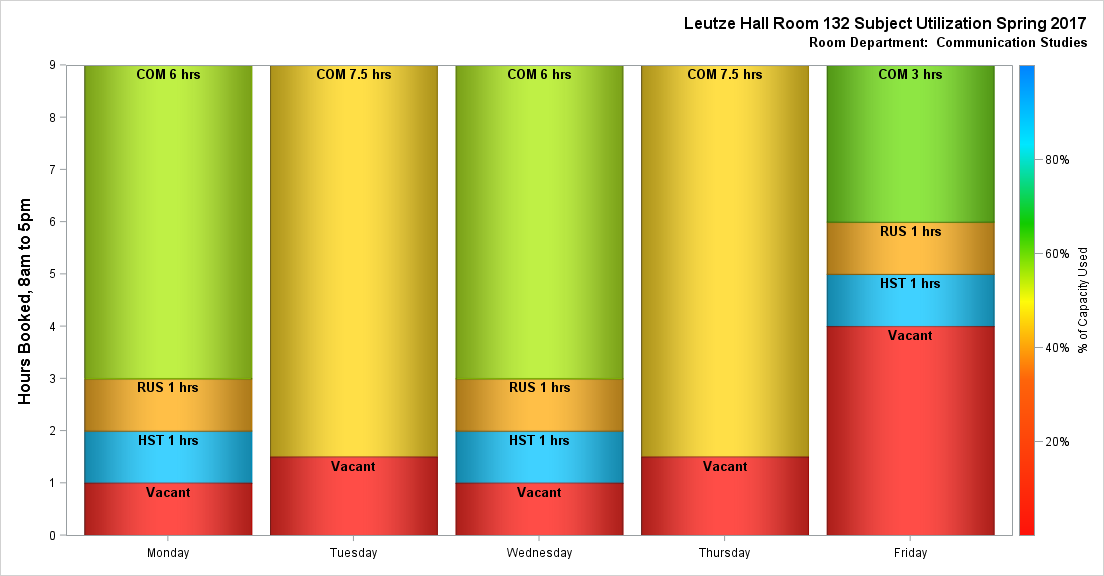 Leutze Hall Room 132 Subject Utilization Spring 2017
Room Department: Communication Studies
Hours Booked, 8am to 5pm
9
8
7
6
5
4
3
2
1
0
COM 6 hrs
RUS 1 hrs
HST 1 hrs
Vacant
COM 7.5 hrs
Vacant
COM 6 hrs
RUS 1 hrs
HST 1 hrs
Vacant
COM 7.5 hrs
Vacant
COM 3 hrs
RUS 1 hrs
HST 1 hrs
Vacant
Monday
Tuesday
Wednesday
Thursday
Friday
80%
60%
40%
20%
% of Capacity Used